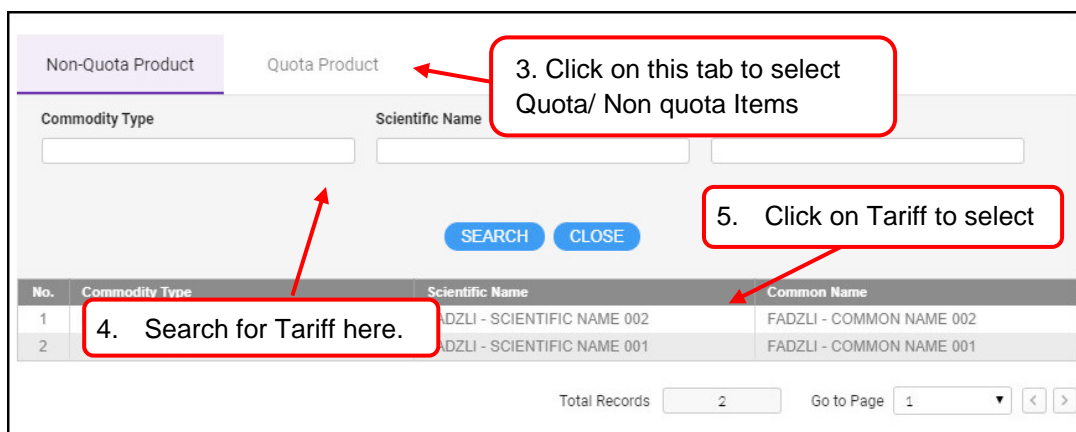 Non-Quota Product
Quota Product
3. Click on this tab to select
Quota/ Non quota Items
Commodity Type
Scientific Name
5. Click on Tariff to select
SEARCH
CLOSE
No. Commodity Type Scientific Name Common Name
4. Search for Tariff here.
1 FADZLI - SCIENTIFIC NAME 002 FADZLI - COMMON NAME 002
2 FADZLI - SCIENTIFIC NAME 001 FADZLI - COMMON NAME 001
Total Records 2 Go to Page 1 < >